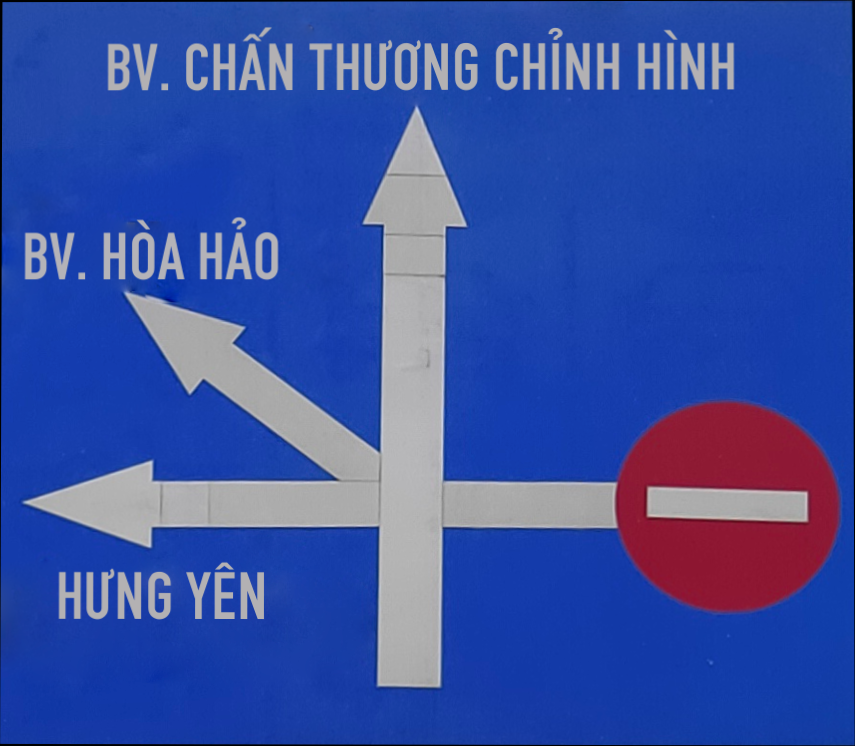 BV. CHẤN THƯƠNG CHỈNH HÌNH
BV. HÒA HẢO
HƯNG YÊN